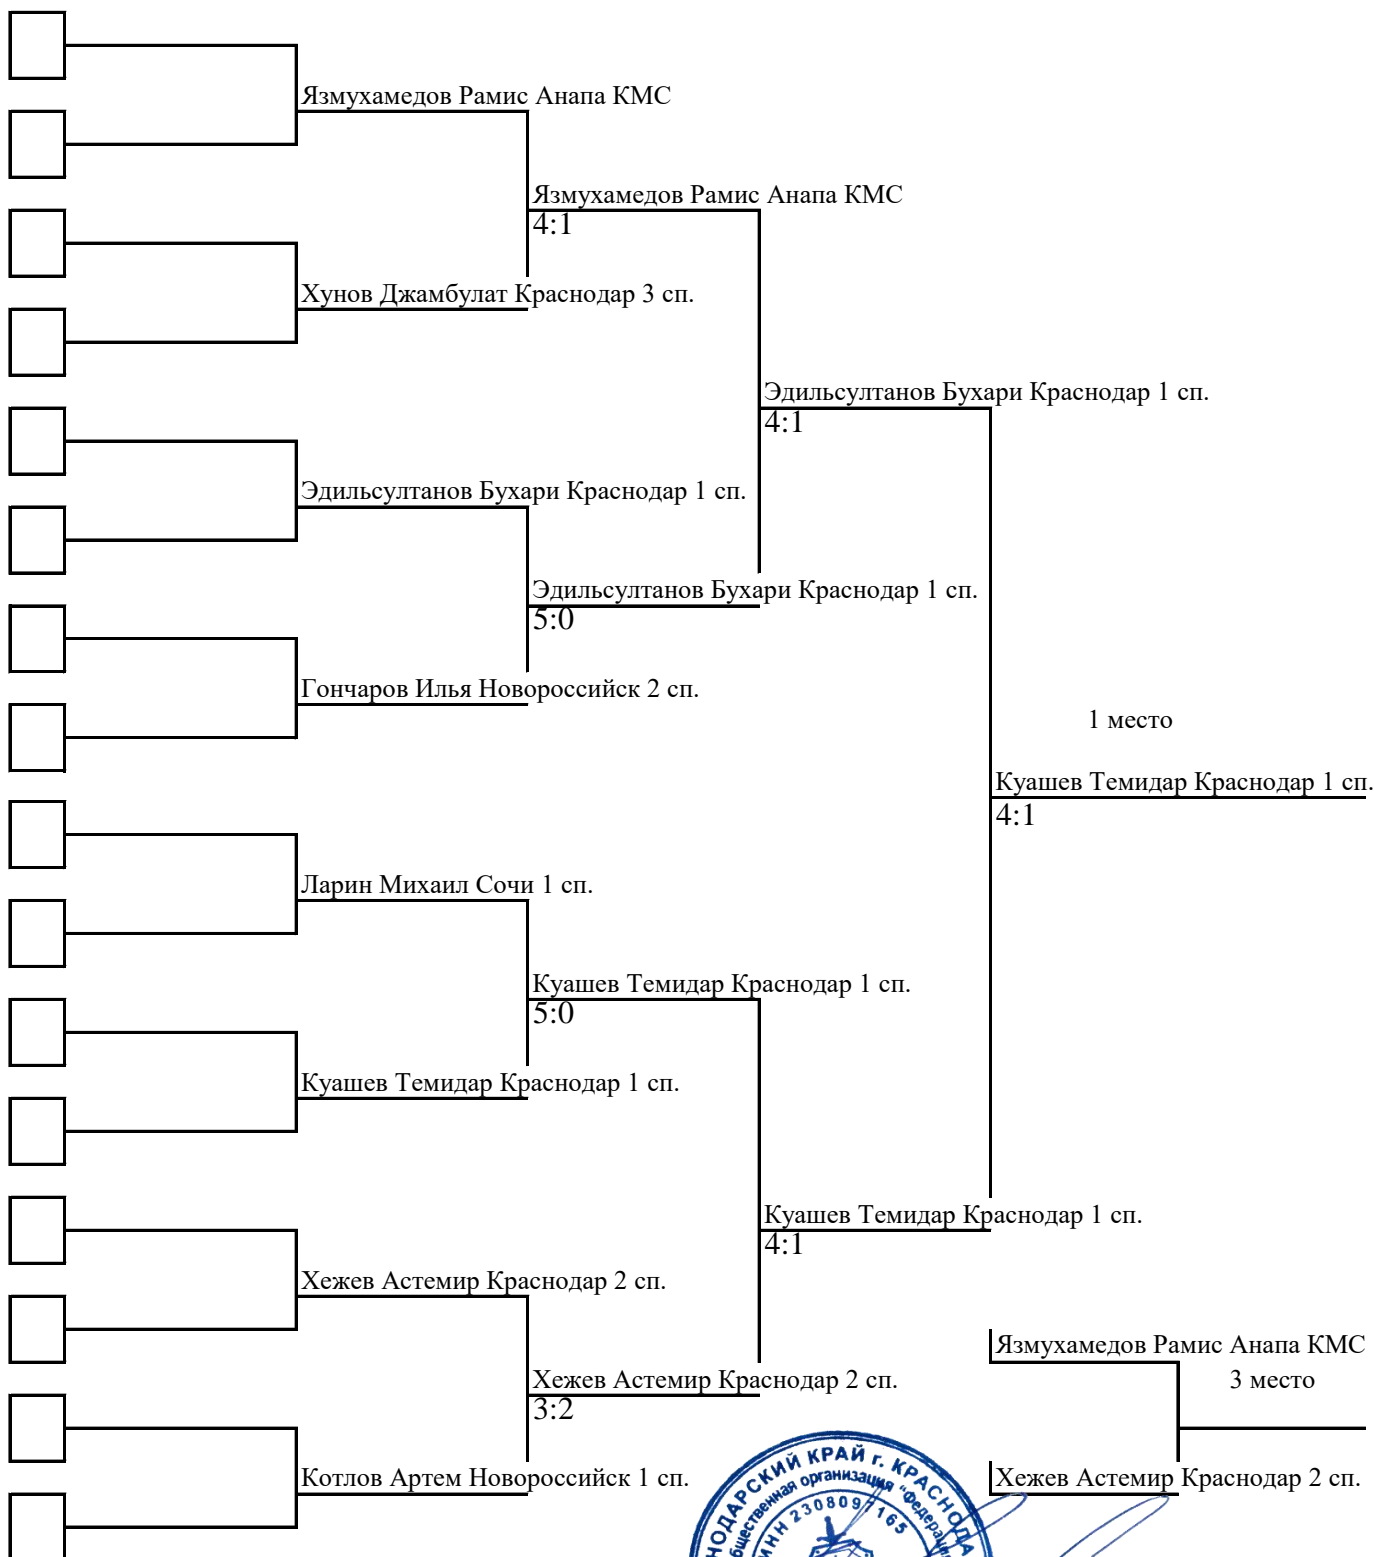 Язмухамедов Рамис Анапа КМС
Язмухамедов Рамис Анапа КМС
4:1
Хунов Джамбулат Краснодар 3 сп.
Эдильсултанов Бухари Краснодар 1 сп.
4:1
Эдильсултанов Бухари Краснодар 1 сп.
Эдильсултанов Бухари Краснодар 1 сп.
5:0
Гончаров Илья Новороссийск 2 сп.
1 место
Куашев Темидар Краснодар 1 сп.
4:1
Ларин Михаил Сочи 1 сп.
Куашев Темидар Краснодар 1 сп.
5:0
Куашев Темидар Краснодар 1 сп.
Куашев Темидар Краснодар 1 сп.
4:1
Хежев Астемир Краснодар 2 сп.
Язмухамедов Рамис Анапа КМС
3 место
Хежев Астемир Краснодар 2 сп.
3:2
Котлов Артем Новороссийск 1 сп.
Хежев Астемир Краснодар 2 сп.
КРАЙ г.
организация
ИНН 2308097165